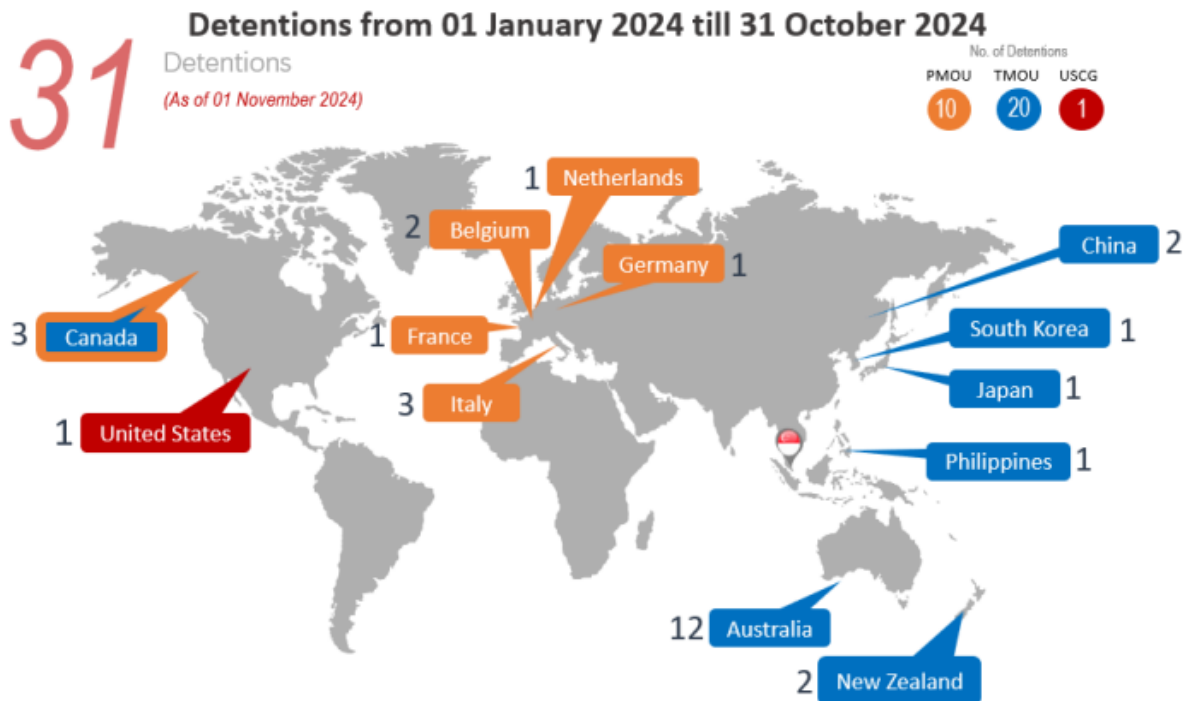 Detentions from 01 January 2024 till 31 October 2024
31
Detentions
(As of 01 November 2024)
No. of Detentions
PMOU TMOU USCG
10 20 1
1 Netherlands
2 Belgium
Germany 1
China 2
3 Canada
1 France
South Korea 1
3 Italy
Japan 1
1 United States
Philippines 1
12 Australia
2 New Zealand